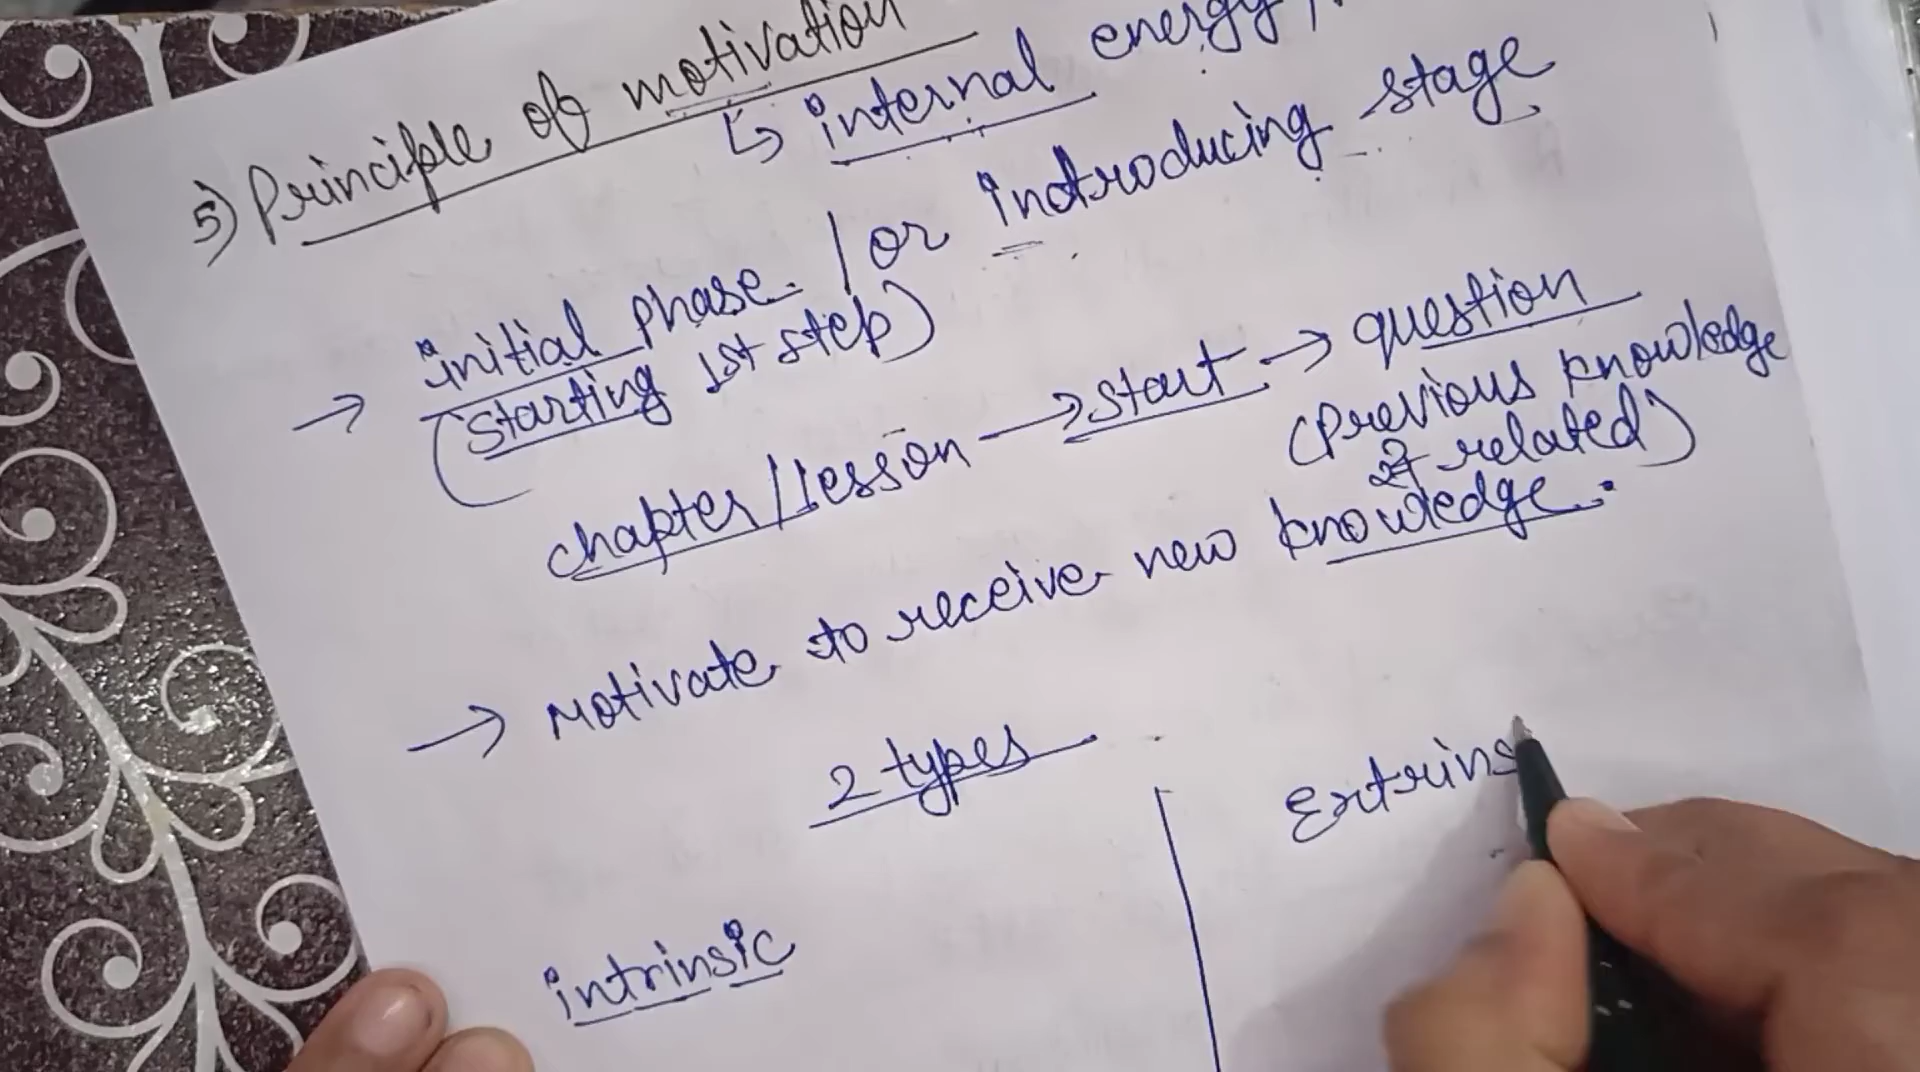 5) Principle of motivation
↳ internal energy
→ initial phase / or introducing stage
(starting 1st step)
chapter/lession → start → question
(previous knowledge
से related)
→ Motivate to receive new knowledge.
2 types
intrinsic
Extrins